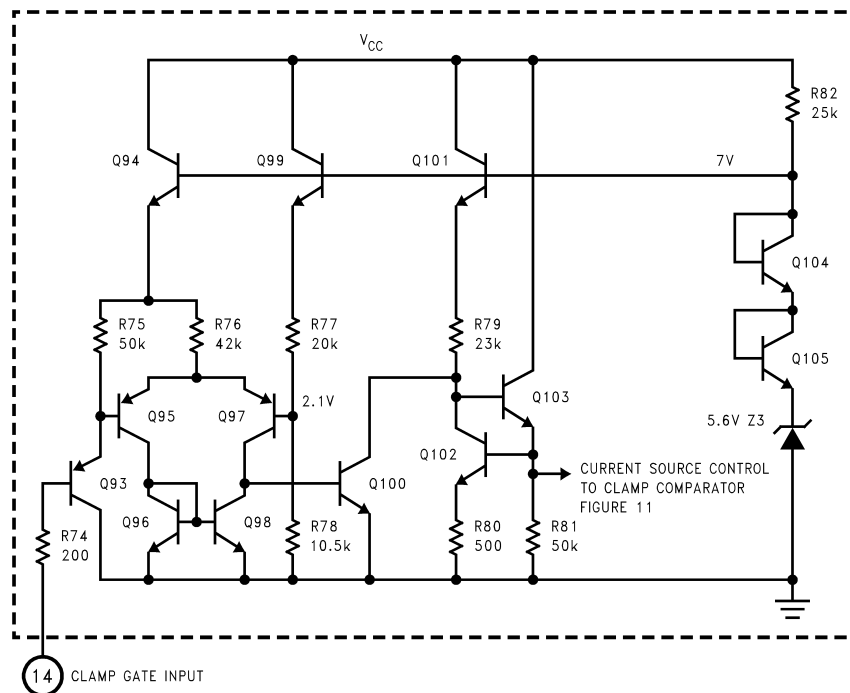 V_CC
R82
25k
Q94
Q99
Q101
7V
Q104
R75
50k
R76
42k
R77
20k
R79
23k
Q105
Q95
Q97
2.1V
Q103
5.6V Z3
Q93
Q102
Q100
CURRENT SOURCE CONTROL
TO CLAMP COMPARATOR
FIGURE 11
R74
200
Q96
Q98
R78
10.5k
R80
500
R81
50k
14 CLAMP GATE INPUT